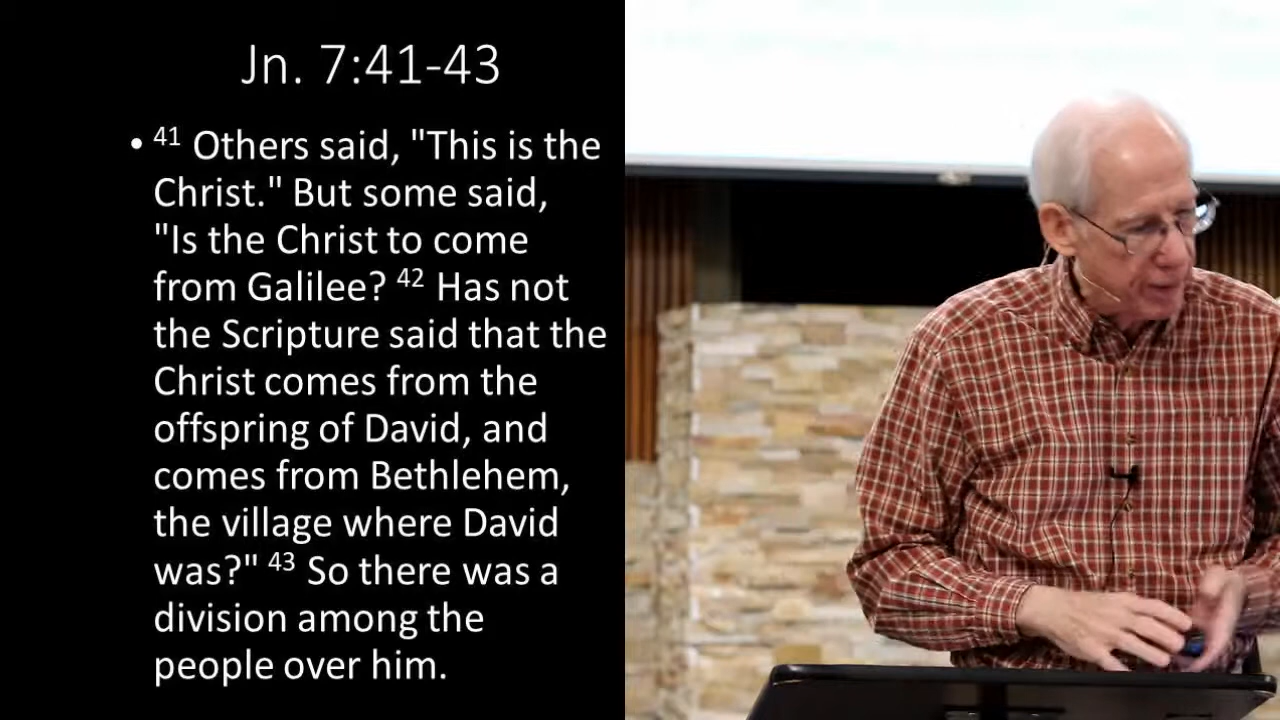 Jn. 7:41-43
• 41 Others said, "This is the
Christ." But some said,
"Is the Christ to come
from Galilee? 42 Has not
the Scripture said that the
Christ comes from the
offspring of David, and
comes from Bethlehem,
the village where David
was?" 43 So there was a
division among the
people over him.